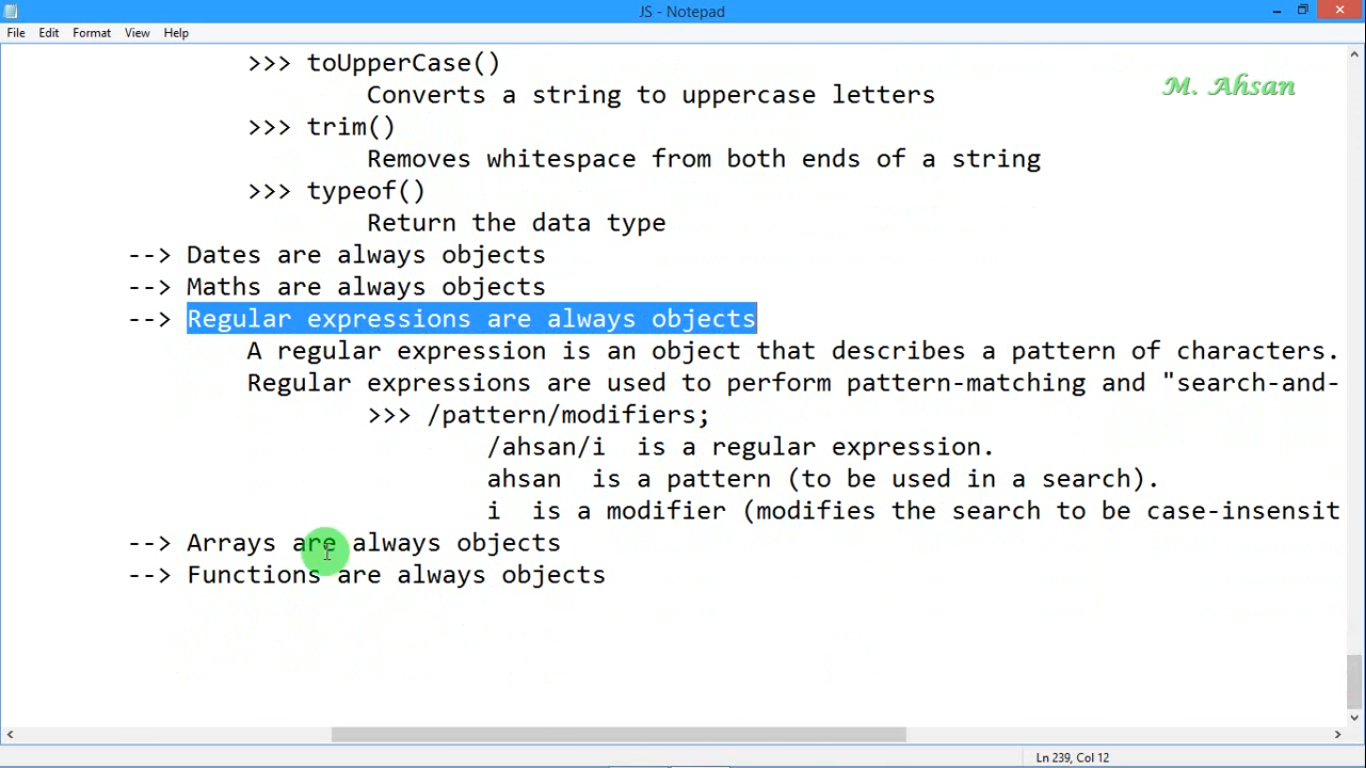 JS - Notepad
File Edit Format View Help
>>> toUpperCase()
Converts a string to uppercase letters
M. Ahsan
>>> trim()
Removes whitespace from both ends of a string
>>> typeof()
Return the data type
--> Dates are always objects
--> Maths are always objects
--> Regular expressions are always objects
A regular expression is an object that describes a pattern of characters.
Regular expressions are used to perform pattern-matching and "search-and-
>>> /pattern/modifiers;
/ahsan/i is a regular expression.
ahsan is a pattern (to be used in a search).
i is a modifier (modifies the search to be case-insensit
--> Arrays are always objects
--> Functions are always objects
Ln 239, Col 12